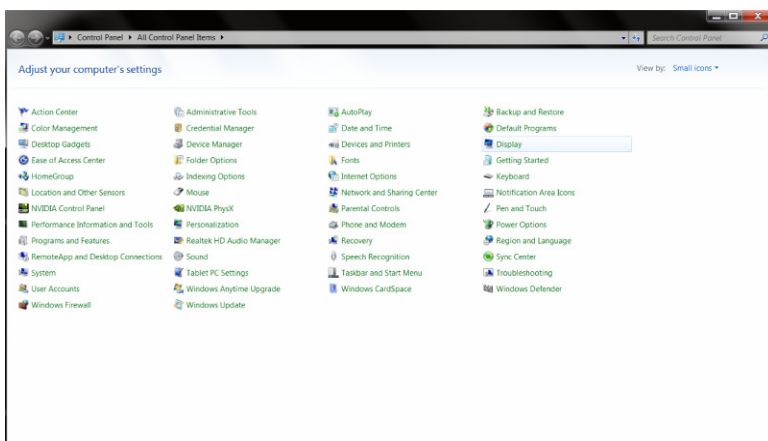 Control Panel ▸ All Control Panel Items ▸ Search Control Panel
Adjust your computer's settings View by: Small icons
Action Center Administrative Tools AutoPlay Backup and Restore
Color Management Credential Manager Date and Time Default Programs
Desktop Gadgets Device Manager Devices and Printers Display
Ease of Access Center Folder Options Fonts Getting Started
HomeGroup Indexing Options Internet Options Keyboard
Location and Other Sensors Mouse Network and Sharing Center Notification Area Icons
NVIDIA Control Panel NVIDIA PhysX Parental Controls Pen and Touch
Performance Information and Tools Personalization Phone and Modem Power Options
Programs and Features Realtek HD Audio Manager Recovery Region and Language
RemoteApp and Desktop Connections Sound Speech Recognition Sync Center
System Tablet PC Settings Taskbar and Start Menu Troubleshooting
User Accounts Windows Anytime Upgrade Windows CardSpace Windows Defender
Windows Firewall Windows Update